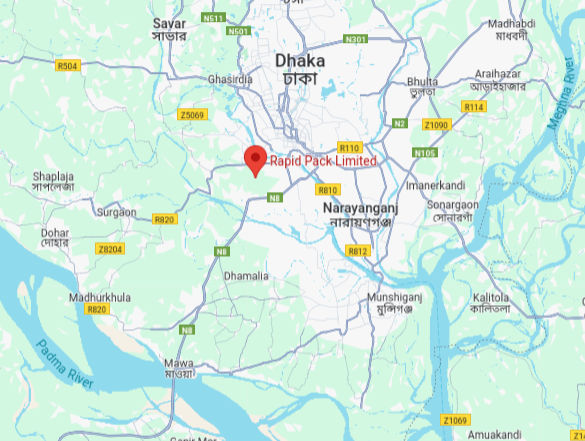 Sayar
সাভার
N511
N501
Madhabdi
মাধবদী
N301
Dhaka
ঢাকা
R504
Ghasirdia
Bhulta
ভুলতা
Araihazar
আড়াইহাজার
Meghna River
R114
Z5069
N2
Z1090
R110
N105
Rapid Pack Limited
Shaplaja
সাপলেজা
R810
Imanerkandi
N8
Narayanganj
নারায়ণগঞ্জ
Sonargaon
সোনারগাঁ
Surgaon
R820
Dohar
দোহার
Z8204
N8
R812
Dhamalia
Madhurkhula
R820
Munshiganj
মুন্সিগঞ্জ
Kalitola
কালিতলা
N8
Padma River
Mawa
মাওয়া
Z1069
Amuakandi